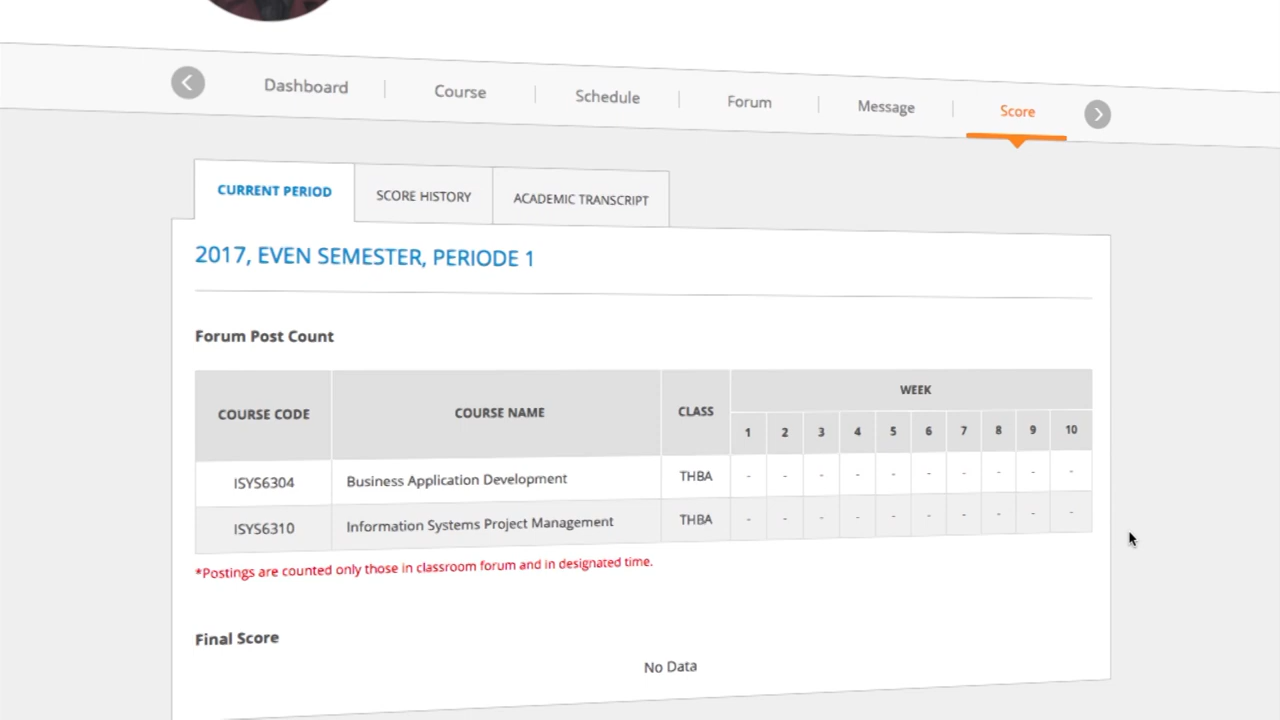 Dashboard | Course | Schedule | Forum | Message | Score
CURRENT PERIOD SCORE HISTORY ACADEMIC TRANSCRIPT
2017, EVEN SEMESTER, PERIODE 1
Forum Post Count
COURSE CODE COURSE NAME CLASS WEEK
1 2 3 4 5 6 7 8 9 10
ISYS6304 Business Application Development THBA - - - - - - - - - -
ISYS6310 Information Systems Project Management THBA - - - - - - - - - -
*Postings are counted only those in classroom forum and in designated time.
Final Score
No Data